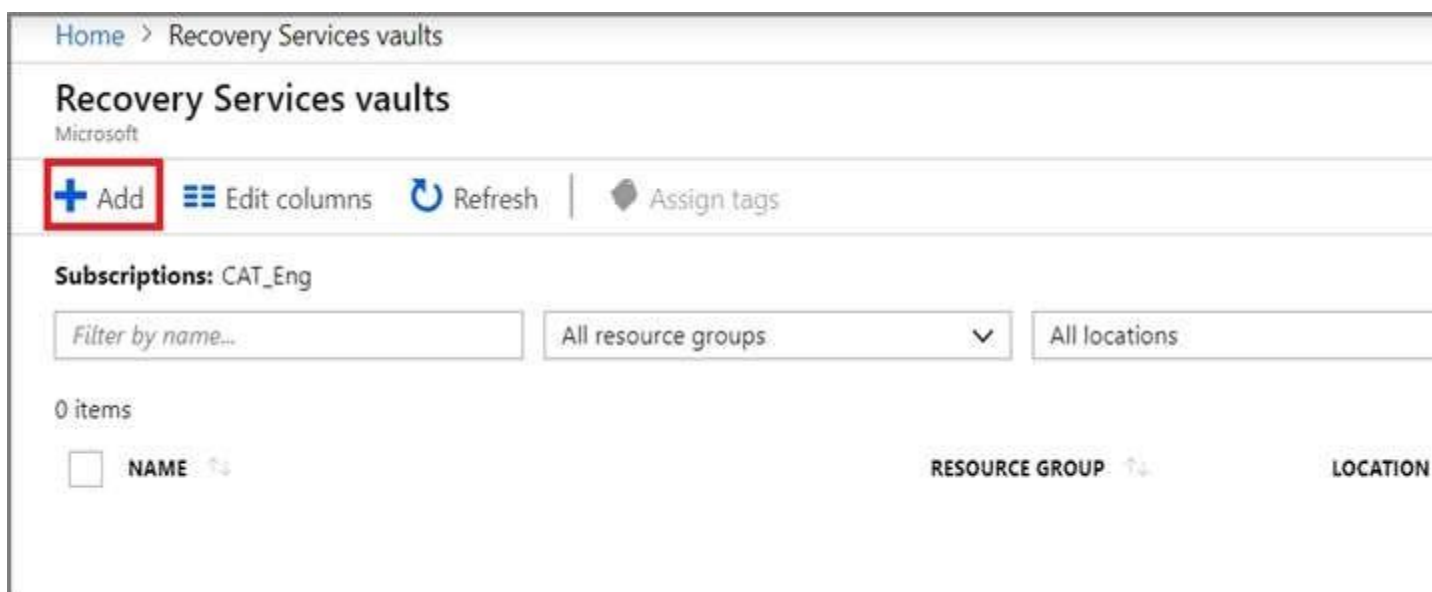 Home > Recovery Services vaults
Recovery Services vaults
Microsoft
Add Edit columns Refresh Assign tags
Subscriptions: CAT_Eng
Filter by name... All resource groups All locations
0 items
NAME RESOURCE GROUP LOCATION